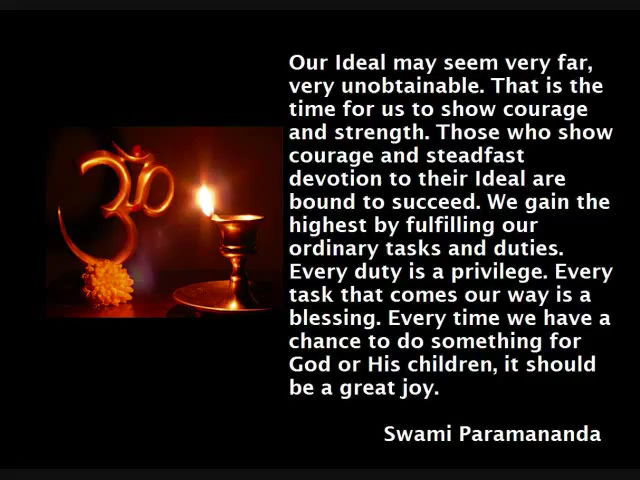 Our Ideal may seem very far,
very unobtainable. That is the
time for us to show courage
and strength. Those who show
courage and steadfast
devotion to their Ideal are
bound to succeed. We gain the
highest by fulfilling our
ordinary tasks and duties.
Every duty is a privilege. Every
task that comes our way is a
blessing. Every time we have a
chance to do something for
God or His children, it should
be a great joy.
Swami Paramananda